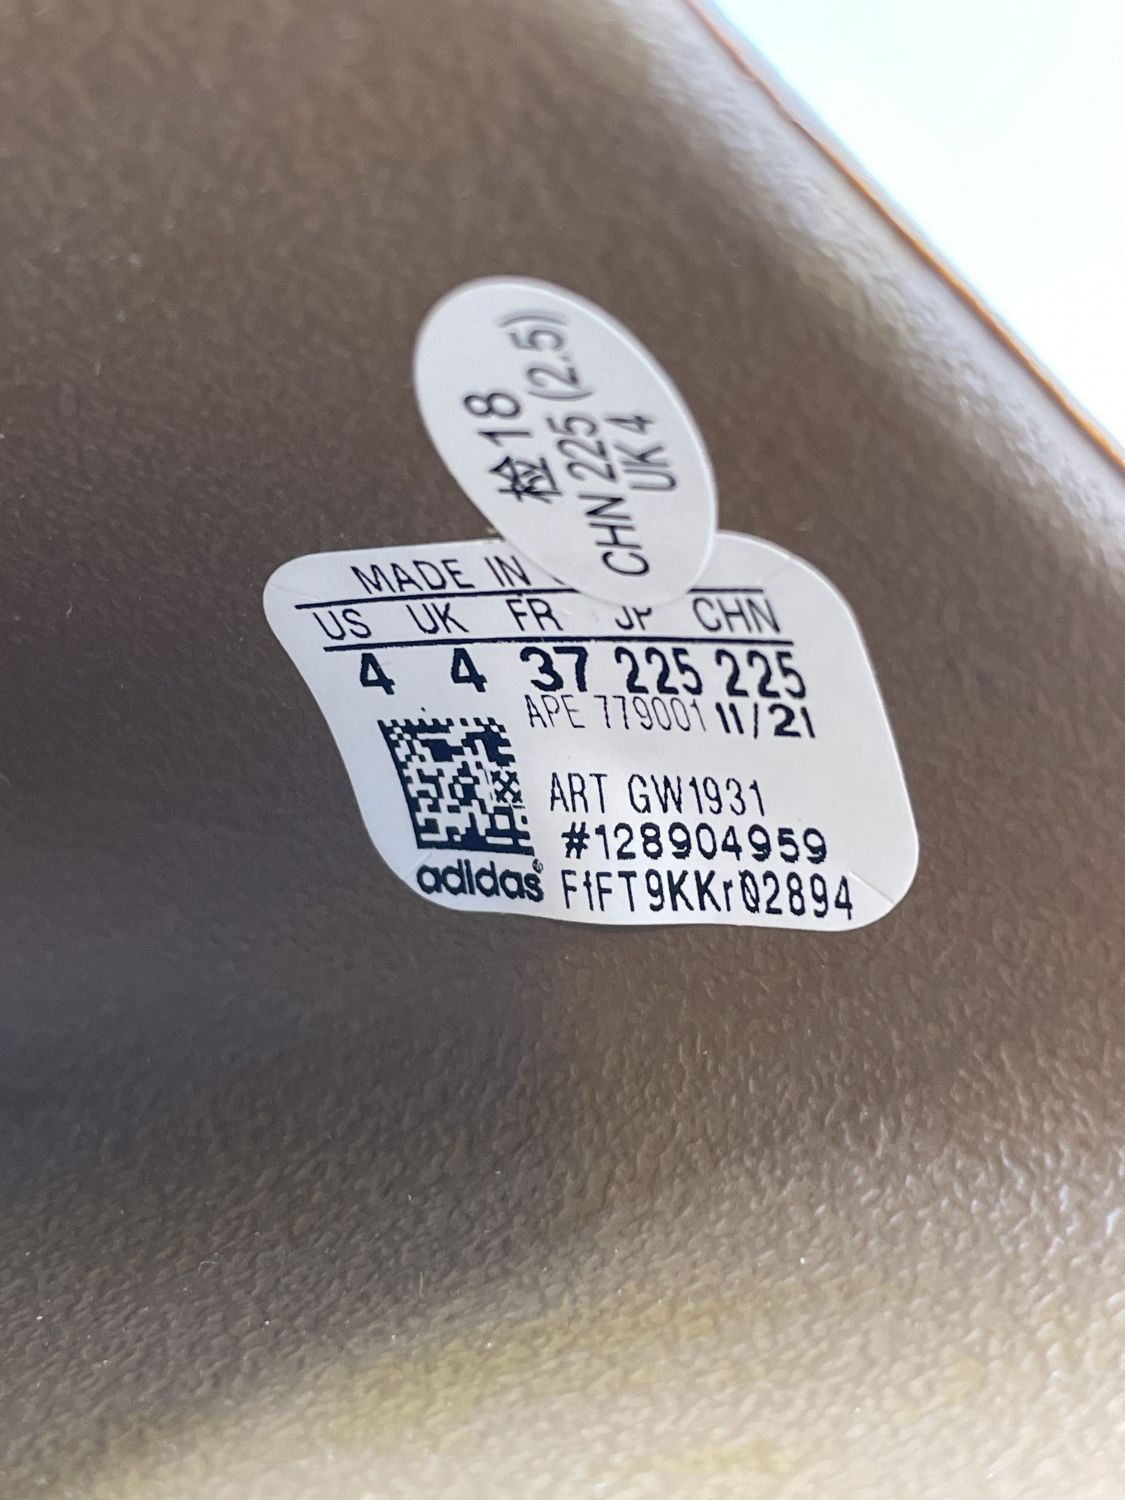 检18
CHN 225 (2.5)
UK 4
MADE IN
US UK FR JP CHN
4 4 37 225 225
APE 779001 11/21
ART GW1931
#128904959
adidas®
F1FT9KKr02894